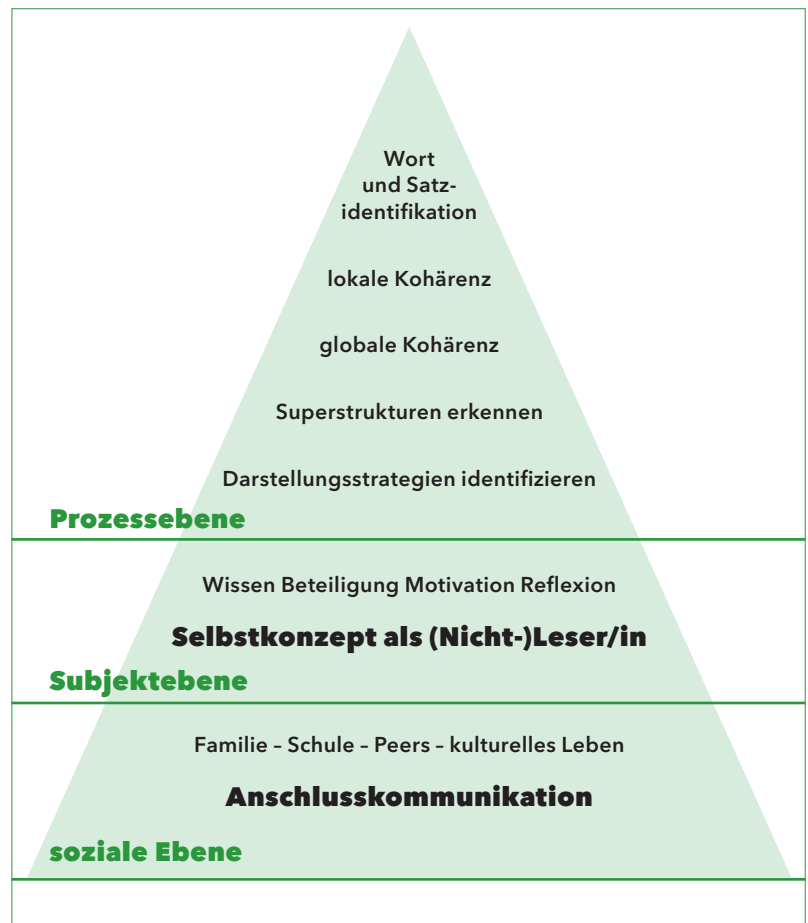 Wort
und Satz-
identifikation
lokale Kohärenz
globale Kohärenz
Superstrukturen erkennen
Darstellungsstrategien identifizieren
Prozessebene
Wissen Beteiligung Motivation Reflexion
Selbstkonzept als (Nicht-)Leser/in
Subjektebene
Familie – Schule – Peers – kulturelles Leben
Anschlusskommunikation
soziale Ebene